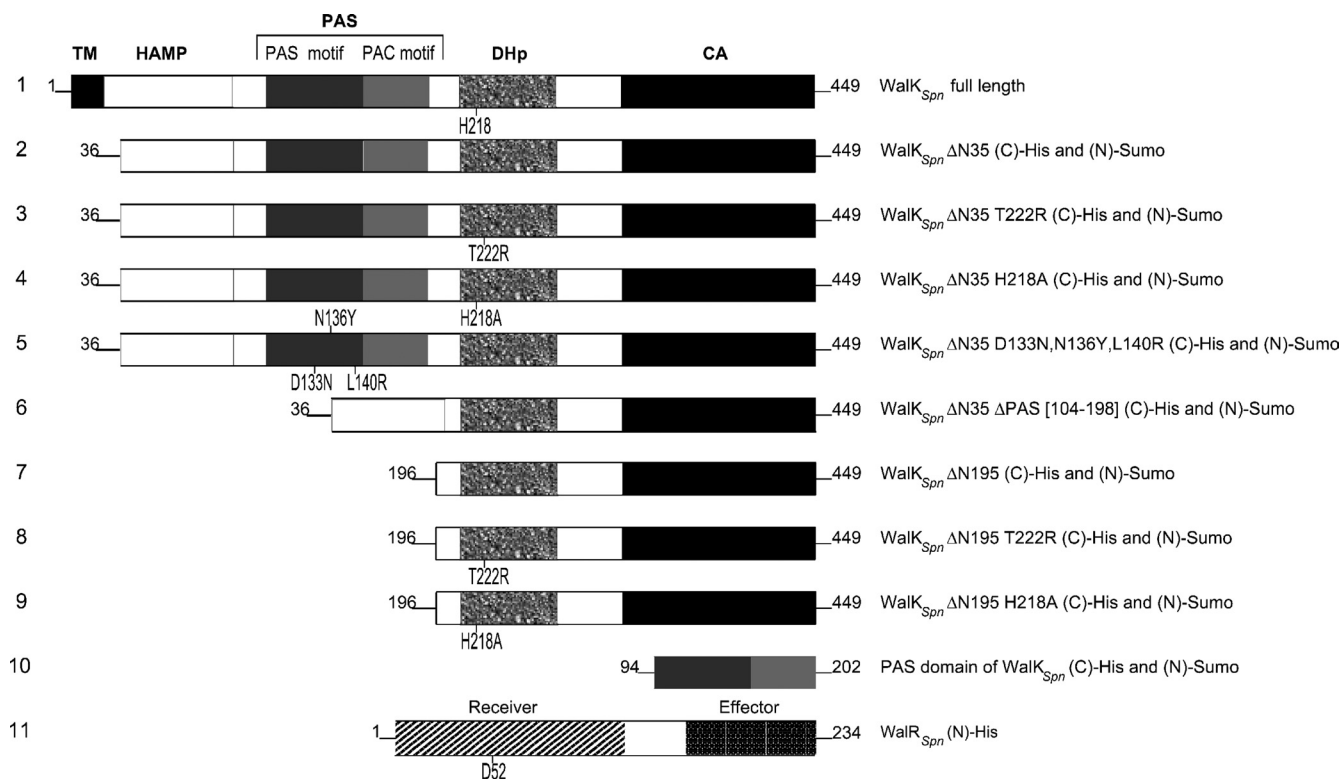 PAS
TM HAMP PAS motif PAC motif DHp CA
1 1 449 WalKSpn full length
H218
2 36 449 WalKSpn ΔN35 (C)-His and (N)-Sumo
3 36 449 WalKSpn ΔN35 T222R (C)-His and (N)-Sumo
T222R
4 36 449 WalKSpn ΔN35 H218A (C)-His and (N)-Sumo
N136Y H218A
5 36 449 WalKSpn ΔN35 D133N,N136Y,L140R (C)-His and (N)-Sumo
D133N L140R
6 36 449 WalKSpn ΔN35 ΔPAS [104-198] (C)-His and (N)-Sumo
7 196 449 WalKSpn ΔN195 (C)-His and (N)-Sumo
8 196 449 WalKSpn ΔN195 T222R (C)-His and (N)-Sumo
T222R
9 196 449 WalKSpn ΔN195 H218A (C)-His and (N)-Sumo
H218A
10 94 202 PAS domain of WalKSpn (C)-His and (N)-Sumo
Receiver Effector
11 1 234 WalRSpn (N)-His
D52